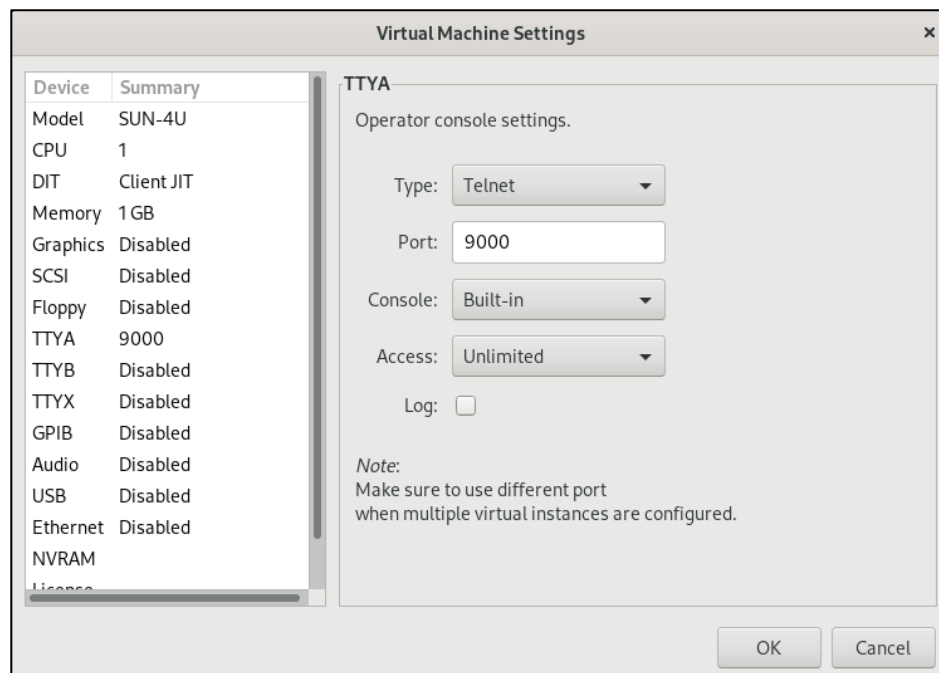 Virtual Machine Settings ×
Device Summary
Model SUN-4U
CPU 1
DIT Client JIT
Memory 1 GB
Graphics Disabled
SCSI Disabled
Floppy Disabled
TTYA 9000
TTYB Disabled
TTYX Disabled
GPIB Disabled
Audio Disabled
USB Disabled
Ethernet Disabled
NVRAM
License
TTYA
Operator console settings.
Type: Telnet
Port: 9000
Console: Built-in
Access: Unlimited
Log:
Note:
Make sure to use different port
when multiple virtual instances are configured.
OK Cancel